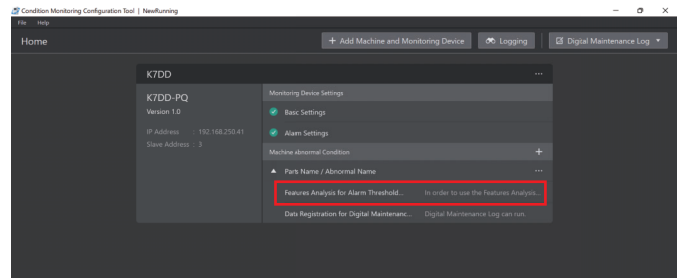 Condition Monitoring Configuration Tool | NewRunning
File Help
Home
+ Add Machine and Monitoring Device
Logging
Digital Maintenance Log
K7DD
...
K7DD-PQ
Version 1.0
IP Address : 192.168.250.41
Slave Address : 3
Monitoring Device Settings
Basic Settings
Alarm Settings
Machine abnormal Condition
+
Parts Name / Abnormal Name
...
Features Analysis for Alarm Threshold... In order to use the Features Analysis...
Data Registration for Digital Maintenanc... Digital Maintenance Log can run.